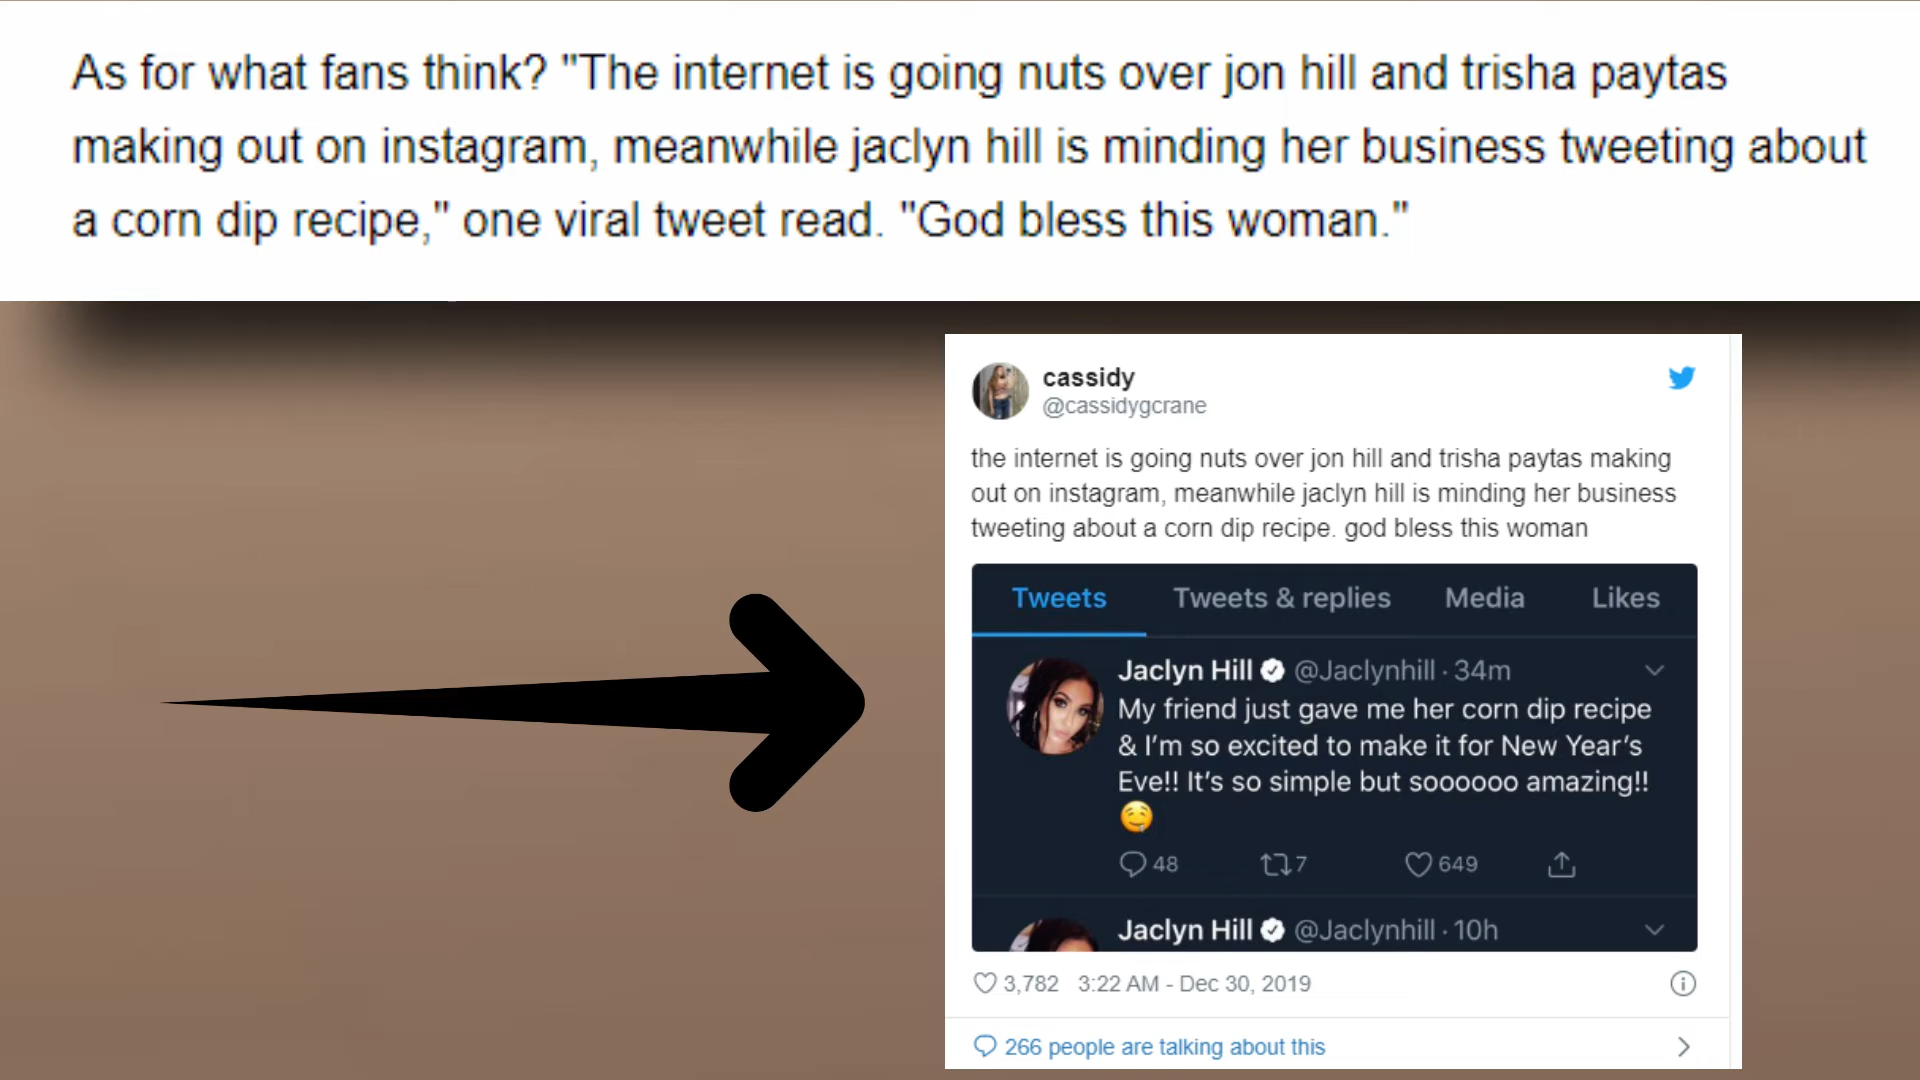 As for what fans think? "The internet is going nuts over jon hill and trisha paytas
making out on instagram, meanwhile jaclyn hill is minding her business tweeting about
a corn dip recipe," one viral tweet read. "God bless this woman."
cassidy
@cassidygcrane
the internet is going nuts over jon hill and trisha paytas making
out on instagram, meanwhile jaclyn hill is minding her business
tweeting about a corn dip recipe. god bless this woman
Tweets Tweets & replies Media Likes
Jaclyn Hill @Jaclynhill · 34m
My friend just gave me her corn dip recipe
& I'm so excited to make it for New Year's
Eve!! It's so simple but soooooo amazing!!
🤤
48 7 649
Jaclyn Hill @Jaclynhill · 10h
3,782 3:22 AM - Dec 30, 2019
266 people are talking about this